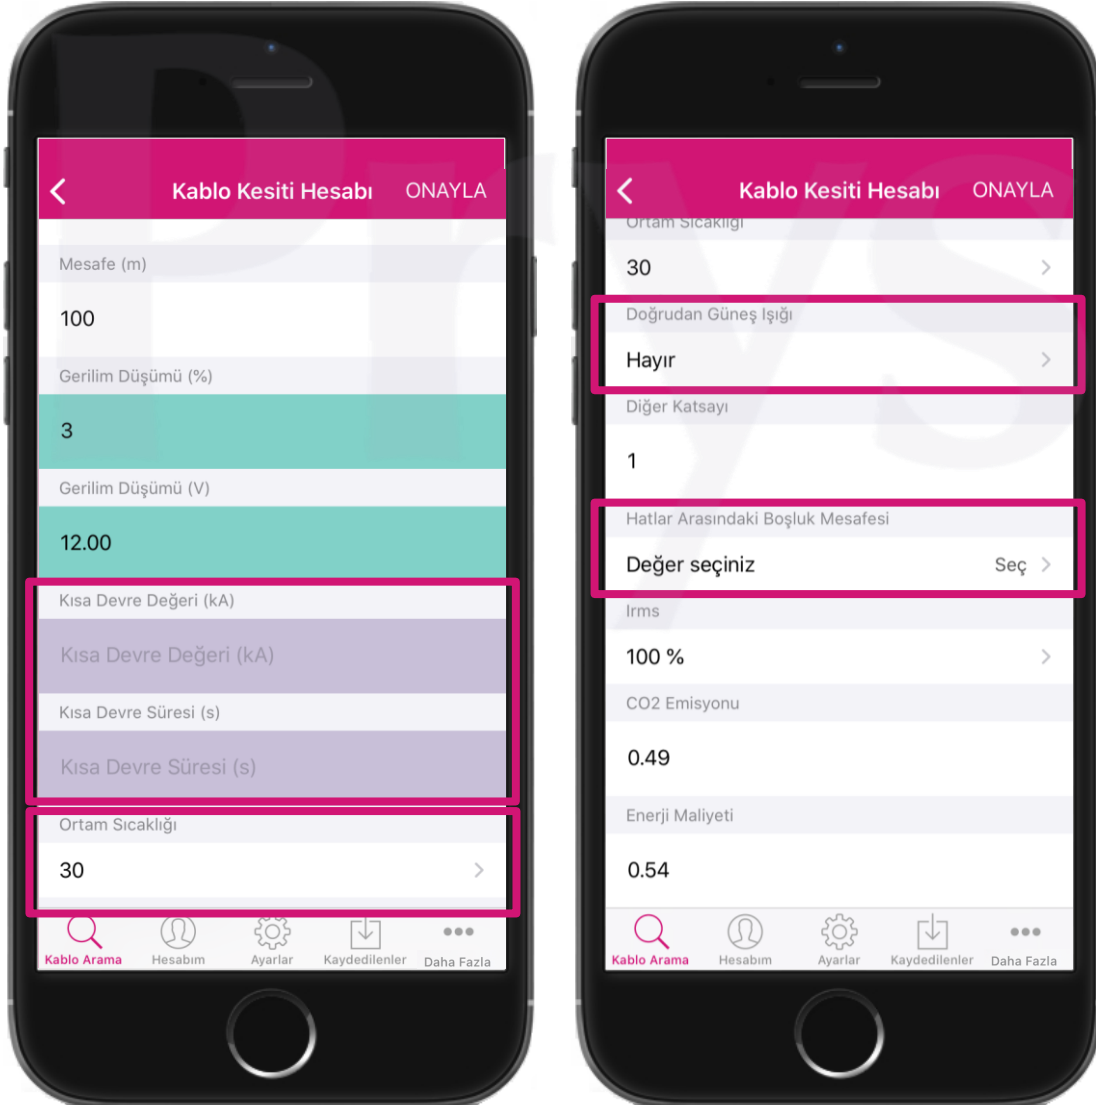 Kablo Kesiti Hesabı ONAYLA
Mesafe (m)
100
Gerilim Düşümü (%)
3
Gerilim Düşümü (V)
12.00
Kısa Devre Değeri (kA)
Kısa Devre Değeri (kA)
Kısa Devre Süresi (s)
Kısa Devre Süresi (s)
Ortam Sıcaklığı
30
Kablo Arama Hesabım Ayarlar Kaydedilenler Daha Fazla
Kablo Kesiti Hesabı ONAYLA
Ortam Sıcaklığı
30
Doğrudan Güneş Işığı
Hayır
Diğer Katsayı
1
Hatlar Arasındaki Boşluk Mesafesi
Değer seçiniz Seç
Irms
100 %
CO2 Emisyonu
0.49
Enerji Maliyeti
0.54
Kablo Arama Hesabım Ayarlar Kaydedilenler Daha Fazla
Prys